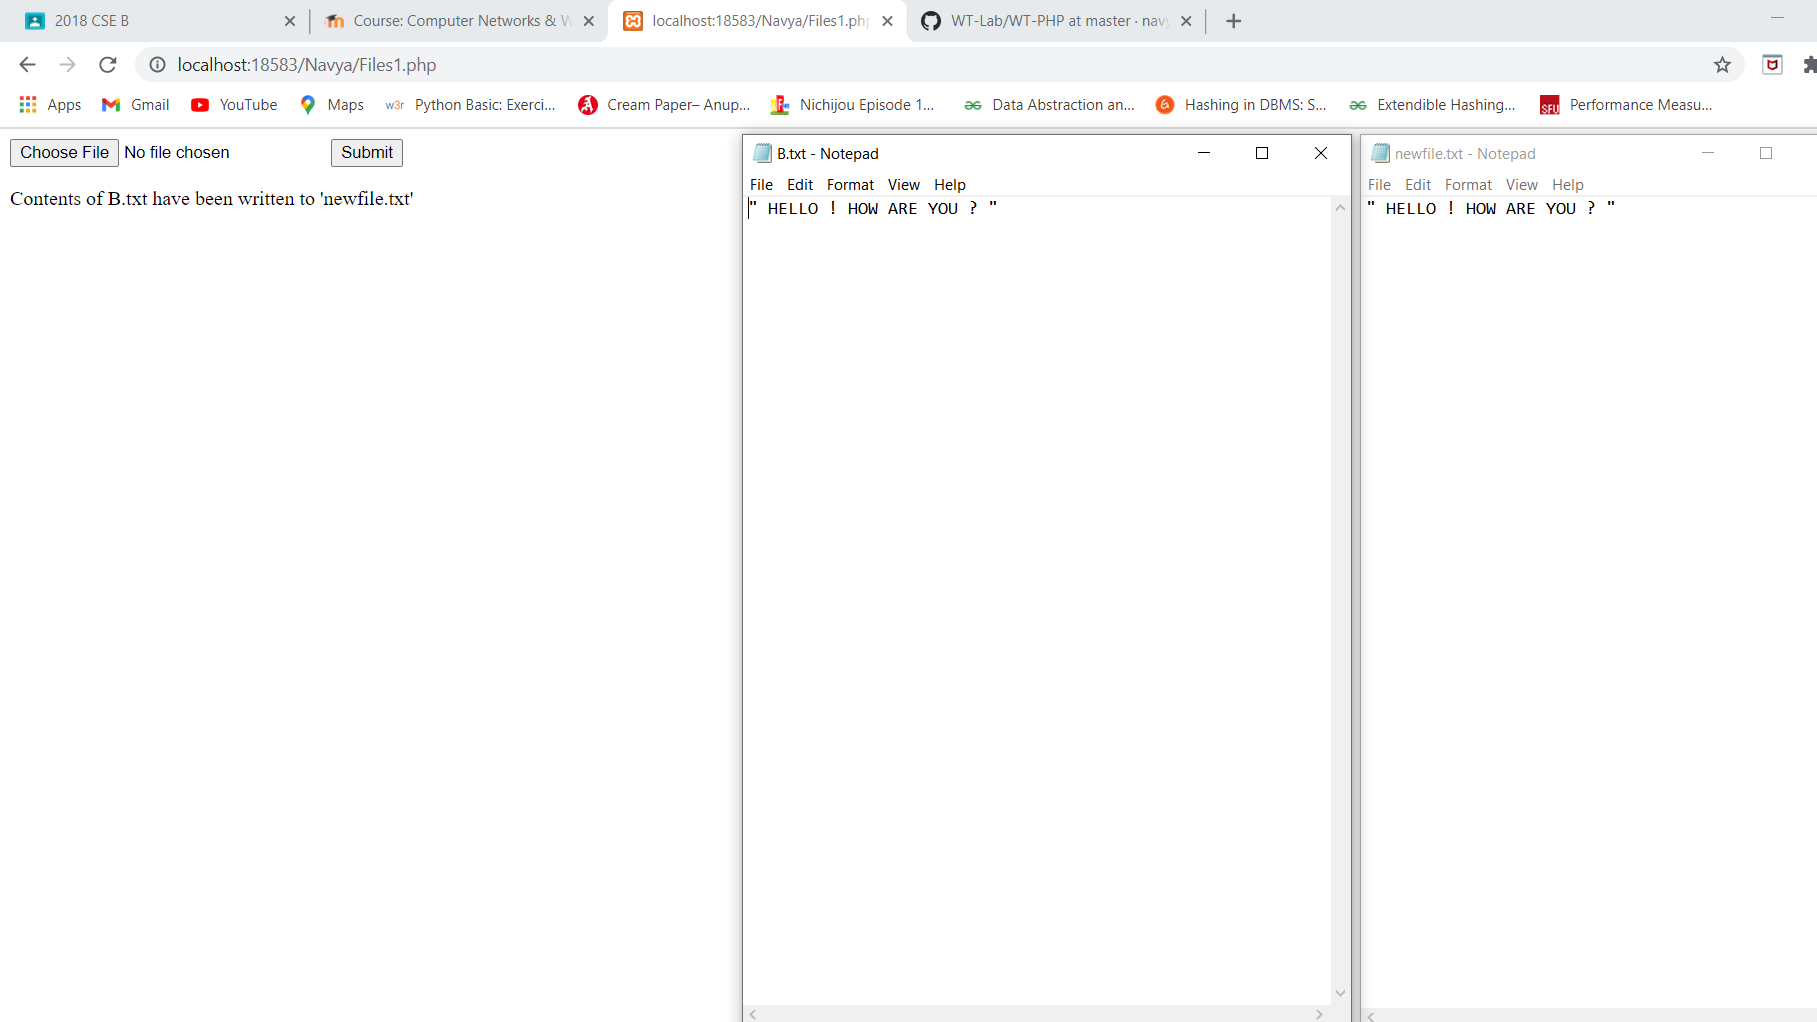 2018 CSE B
Course: Computer Networks & W
localhost:18583/Navya/Files1.php
WT-Lab/WT-PHP at master · navy
localhost:18583/Navya/Files1.php
Apps
Gmail
YouTube
Maps
w3r Python Basic: Exerci...
Cream Paper– Anup...
Nichijou Episode 1...
Data Abstraction an...
Hashing in DBMS: S...
Extendible Hashing...
SFU Performance Measu...
Choose File No file chosen Submit
Contents of B.txt have been written to 'newfile.txt'
B.txt - Notepad
File Edit Format View Help
" HELLO ! HOW ARE YOU ? "
newfile.txt - Notepad
File Edit Format View Help
" HELLO ! HOW ARE YOU ? "